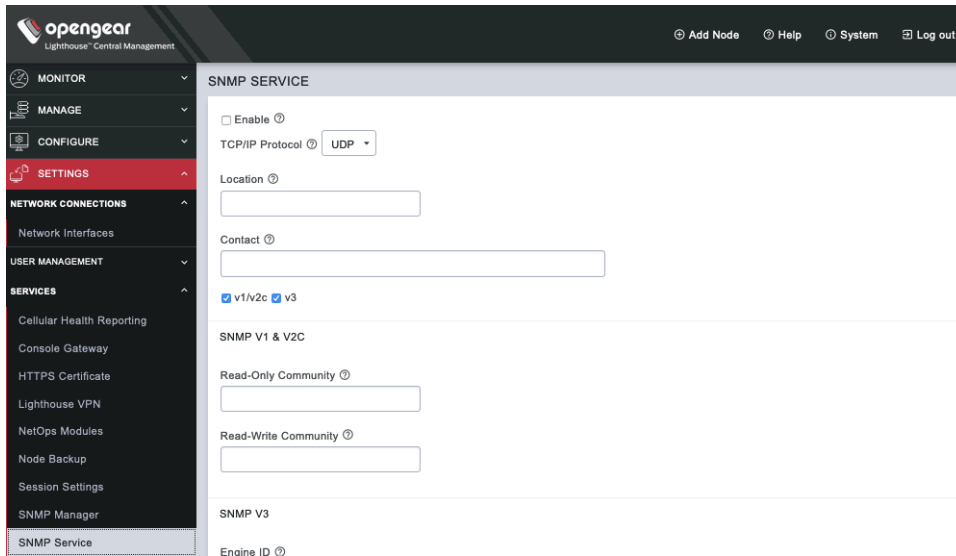 opengear
Lighthouse™ Central Management
Add Node
Help
System
Log out
MONITOR
MANAGE
CONFIGURE
SETTINGS
NETWORK CONNECTIONS
Network Interfaces
USER MANAGEMENT
SERVICES
Cellular Health Reporting
Console Gateway
HTTPS Certificate
Lighthouse VPN
NetOps Modules
Node Backup
Session Settings
SNMP Manager
SNMP Service
SNMP SERVICE
Enable
TCP/IP Protocol UDP
Location
Contact
v1/v2c v3
SNMP V1 & V2C
Read-Only Community
Read-Write Community
SNMP V3
Engine ID